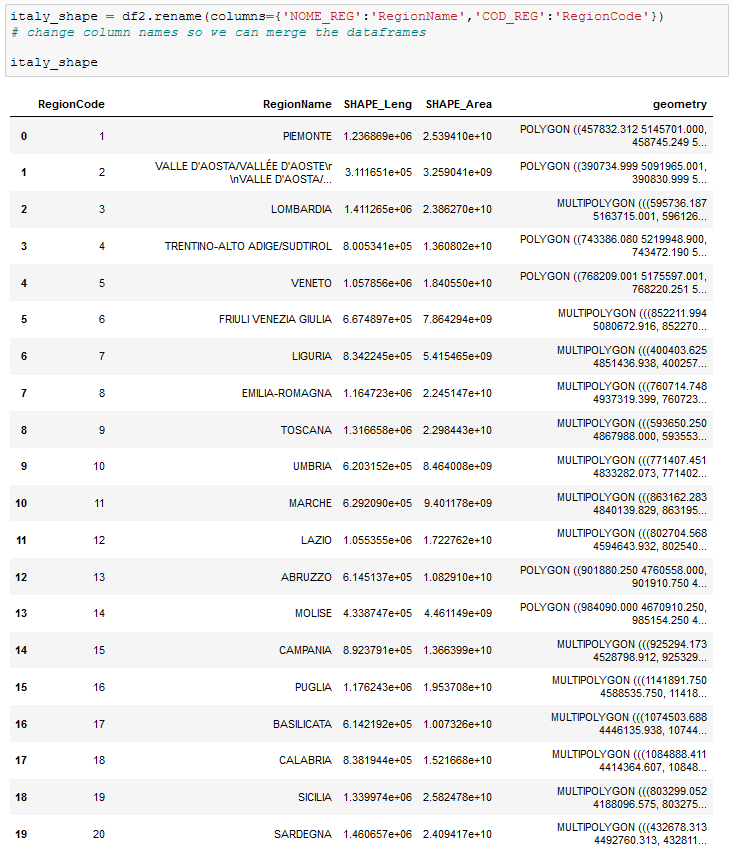 italy_shape = df2.rename(columns={'NOME_REG':'RegionName','COD_REG':'RegionCode'})
# change column names so we can merge the dataframes
italy_shape
RegionCode RegionName SHAPE_Leng SHAPE_Area geometry
0 1 PIEMONTE 1.236869e+06 2.539410e+10 POLYGON ((457832.312 5145701.000,
458745.249 5...
1 2 VALLE D'AOSTA/VALLÉE D'AOSTE\r
\nVALLE D'AOSTA/... 3.111651e+05 3.259041e+09 POLYGON ((390734.999 5091965.001,
390830.999 5...
2 3 LOMBARDIA 1.411265e+06 2.386270e+10 MULTIPOLYGON (((595736.187
5163715.001, 596126...
3 4 TRENTINO-ALTO ADIGE/SUDTIROL 8.005341e+05 1.360802e+10 POLYGON ((743386.080 5219948.900,
743472.190 5...
4 5 VENETO 1.057856e+06 1.840550e+10 POLYGON ((768209.001 5175597.001,
768220.251 5...
5 6 FRIULI VENEZIA GIULIA 6.674897e+05 7.864294e+09 MULTIPOLYGON (((852211.994
5080672.916, 852270...
6 7 LIGURIA 8.342245e+05 5.415465e+09 MULTIPOLYGON (((400403.625
4851436.938, 400257...
7 8 EMILIA-ROMAGNA 1.164723e+06 2.245147e+10 MULTIPOLYGON (((760714.748
4937319.399, 760723...
8 9 TOSCANA 1.316658e+06 2.298443e+10 MULTIPOLYGON (((593650.250
4867988.000, 593553...
9 10 UMBRIA 6.203152e+05 8.464008e+09 MULTIPOLYGON (((771407.451
4833282.073, 771402...
10 11 MARCHE 6.292090e+05 9.401178e+09 MULTIPOLYGON (((863162.283
4840139.829, 863195...
11 12 LAZIO 1.055355e+06 1.722762e+10 MULTIPOLYGON (((802704.568
4594643.932, 802540...
12 13 ABRUZZO 6.145137e+05 1.082910e+10 POLYGON ((901880.250 4760558.000,
901910.750 4...
13 14 MOLISE 4.338747e+05 4.461149e+09 POLYGON ((984090.000 4670910.250,
985154.250 4...
14 15 CAMPANIA 8.923791e+05 1.366399e+10 MULTIPOLYGON (((925294.173
4528798.912, 925329...
15 16 PUGLIA 1.176243e+06 1.953708e+10 MULTIPOLYGON (((1141891.750
4588535.750, 11418...
16 17 BASILICATA 6.142192e+05 1.007326e+10 MULTIPOLYGON (((1074503.688
4446135.938, 10744...
17 18 CALABRIA 8.381944e+05 1.521668e+10 MULTIPOLYGON (((1084888.411
4414364.607, 10848...
18 19 SICILIA 1.339974e+06 2.582478e+10 MULTIPOLYGON (((803299.052
4188096.575, 803275...
19 20 SARDEGNA 1.460657e+06 2.409417e+10 MULTIPOLYGON (((432678.313
4492760.313, 432811...